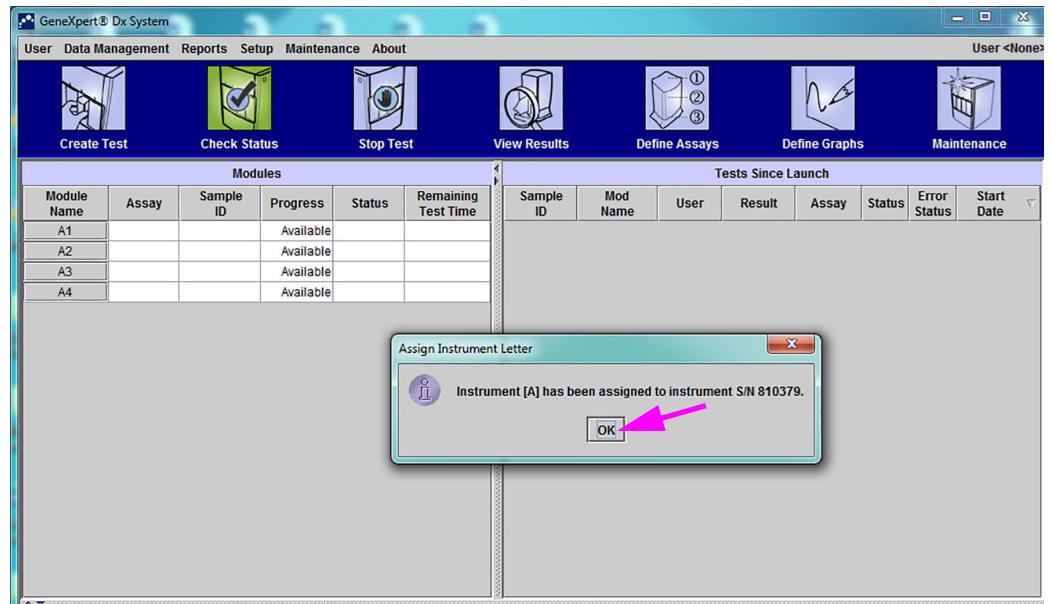 GeneXpert® Dx System
User Data Management Reports Setup Maintenance About User <None>
Create Test Check Status Stop Test View Results Define Assays Define Graphs Maintenance
Modules
Tests Since Launch
Module Name Assay Sample ID Progress Status Remaining Test Time
Sample ID Mod Name User Result Assay Status Error Status Start Date
A1 Available
A2 Available
A3 Available
A4 Available
Assign Instrument Letter
Instrument [A] has been assigned to instrument S/N 810379.
OK